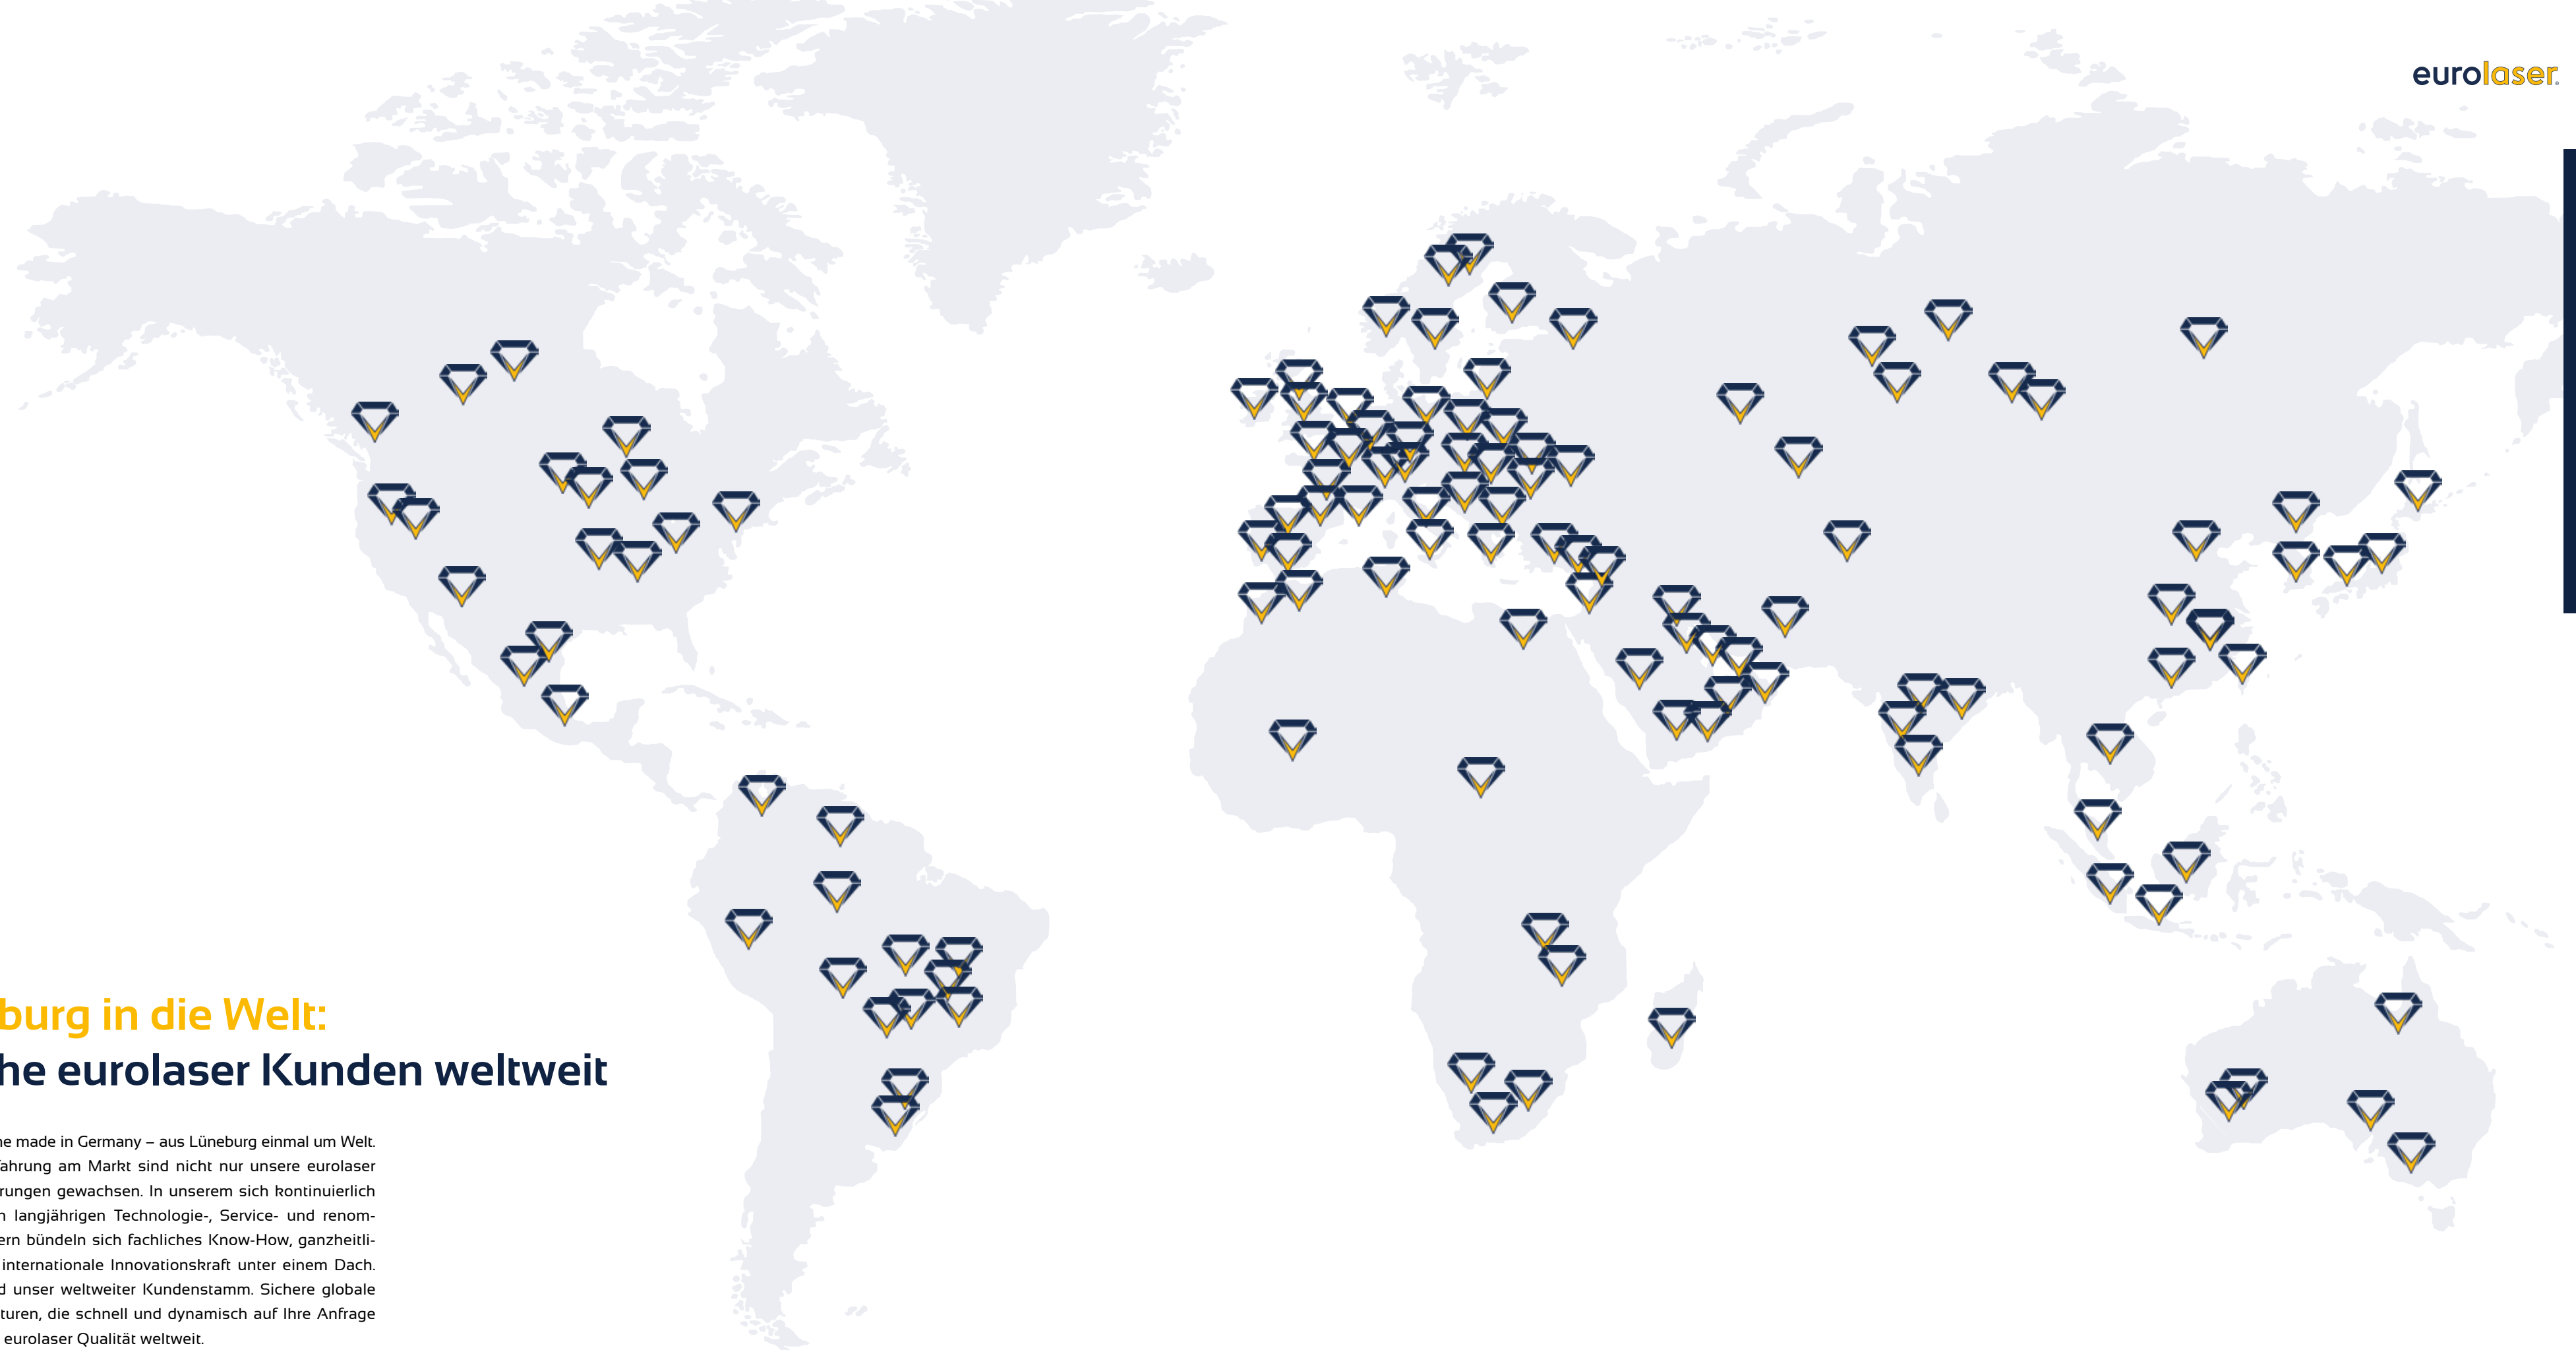 eurolaser
burg in die Welt:
he eurolaser Kunden weltweit
ne made in Germany – aus Lüneburg einmal um Welt.
ahrung am Markt sind nicht nur unsere eurolaser
rungen gewachsen. In unserem sich kontinuierlich
n langjährigen Technologie-, Service- und renom-
ern bündeln sich fachliches Know-How, ganzheitli-
internationale Innovationskraft unter einem Dach.
d unser weltweiter Kundenstamm. Sichere globale
turen, die schnell und dynamisch auf Ihre Anfrage
eurolaser Qualität weltweit.